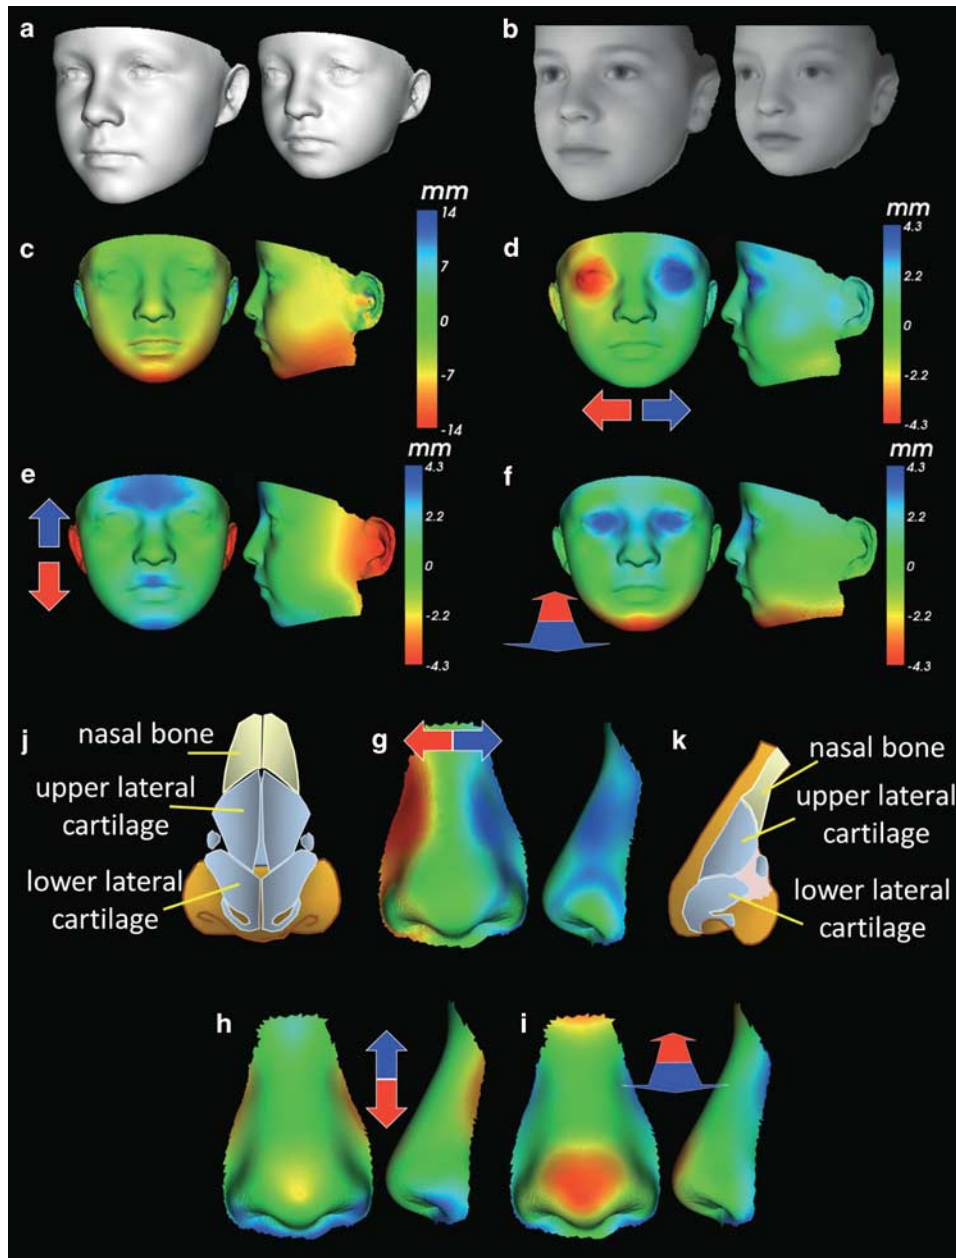 a
b
mm
14
7
0
-7
-14
c
mm
4.3
2.2
0
-2.2
-4.3
d
mm
4.3
2.2
0
-2.2
-4.3
e
mm
4.3
2.2
0
-2.2
-4.3
f
j
nasal bone
upper lateral
cartilage
lower lateral
cartilage
g
k
nasal bone
upper lateral
cartilage
lower lateral
cartilage
h
i